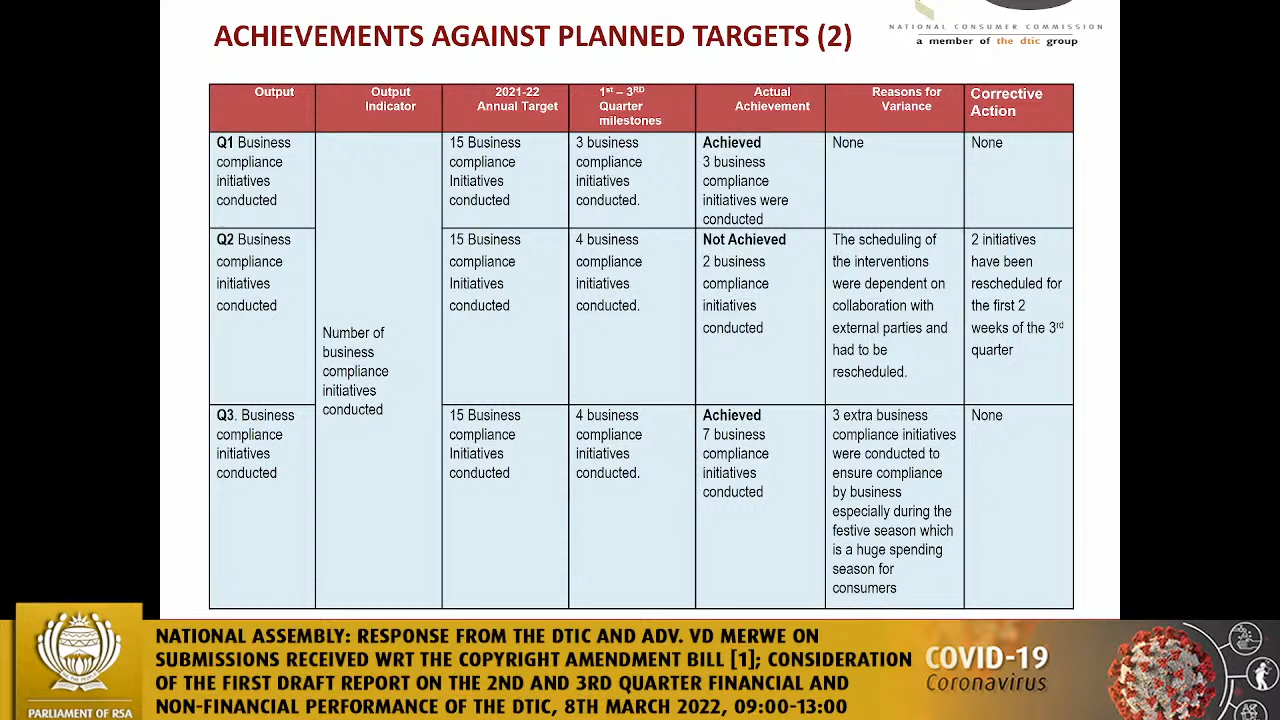 ACHIEVEMENTS AGAINST PLANNED TARGETS (2)
NATIONAL CONSUMER COMMISSION
a member of the dtic group
Output
Output
Indicator
2021-22
Annual Target
1st – 3RD
Quarter
milestones
Actual
Achievement
Reasons for
Variance
Corrective
Action
Q1 Business
compliance
initiatives
conducted
Number of
business
compliance
initiatives
conducted
15 Business
compliance
Initiatives
conducted
3 business
compliance
initiatives
conducted.
Achieved
3 business
compliance
initiatives were
conducted
None
None
Q2 Business
compliance
initiatives
conducted
15 Business
compliance
Initiatives
conducted
4 business
compliance
initiatives
conducted.
Not Achieved
2 business
compliance
initiatives
conducted
The scheduling of
the interventions
were dependent on
collaboration with
external parties and
had to be
rescheduled.
2 initiatives
have been
rescheduled for
the first 2
weeks of the 3rd
quarter
Q3. Business
compliance
initiatives
conducted
15 Business
compliance
Initiatives
conducted
4 business
compliance
initiatives
conducted.
Achieved
7 business
compliance
initiatives
conducted
3 extra business
compliance initiatives
were conducted to
ensure compliance
by business
especially during the
festive season which
is a huge spending
season for
consumers
None
PARLIAMENT OF RSA
NATIONAL ASSEMBLY: RESPONSE FROM THE DTIC AND ADV. VD MERWE ON
SUBMISSIONS RECEIVED WRT THE COPYRIGHT AMENDMENT BILL [1]; CONSIDERATION
OF THE FIRST DRAFT REPORT ON THE 2ND AND 3RD QUARTER FINANCIAL AND
NON-FINANCIAL PERFORMANCE OF THE DTIC, 8TH MARCH 2022, 09:00-13:00
COVID-19
Coronavirus